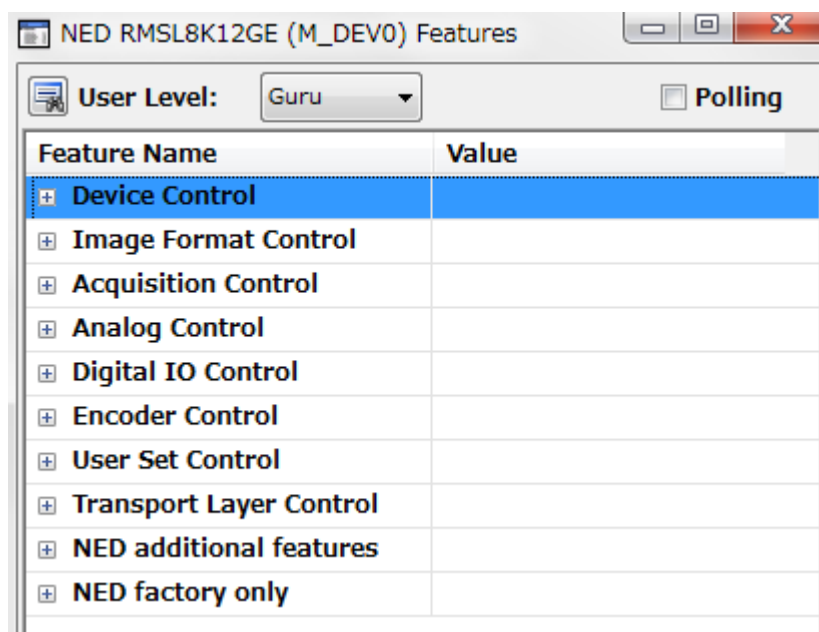 NED RMSL8K12GE (M_DEV0) Features
User Level: Guru Polling
Feature Name Value
Device Control
Image Format Control
Acquisition Control
Analog Control
Digital IO Control
Encoder Control
User Set Control
Transport Layer Control
NED additional features
NED factory only